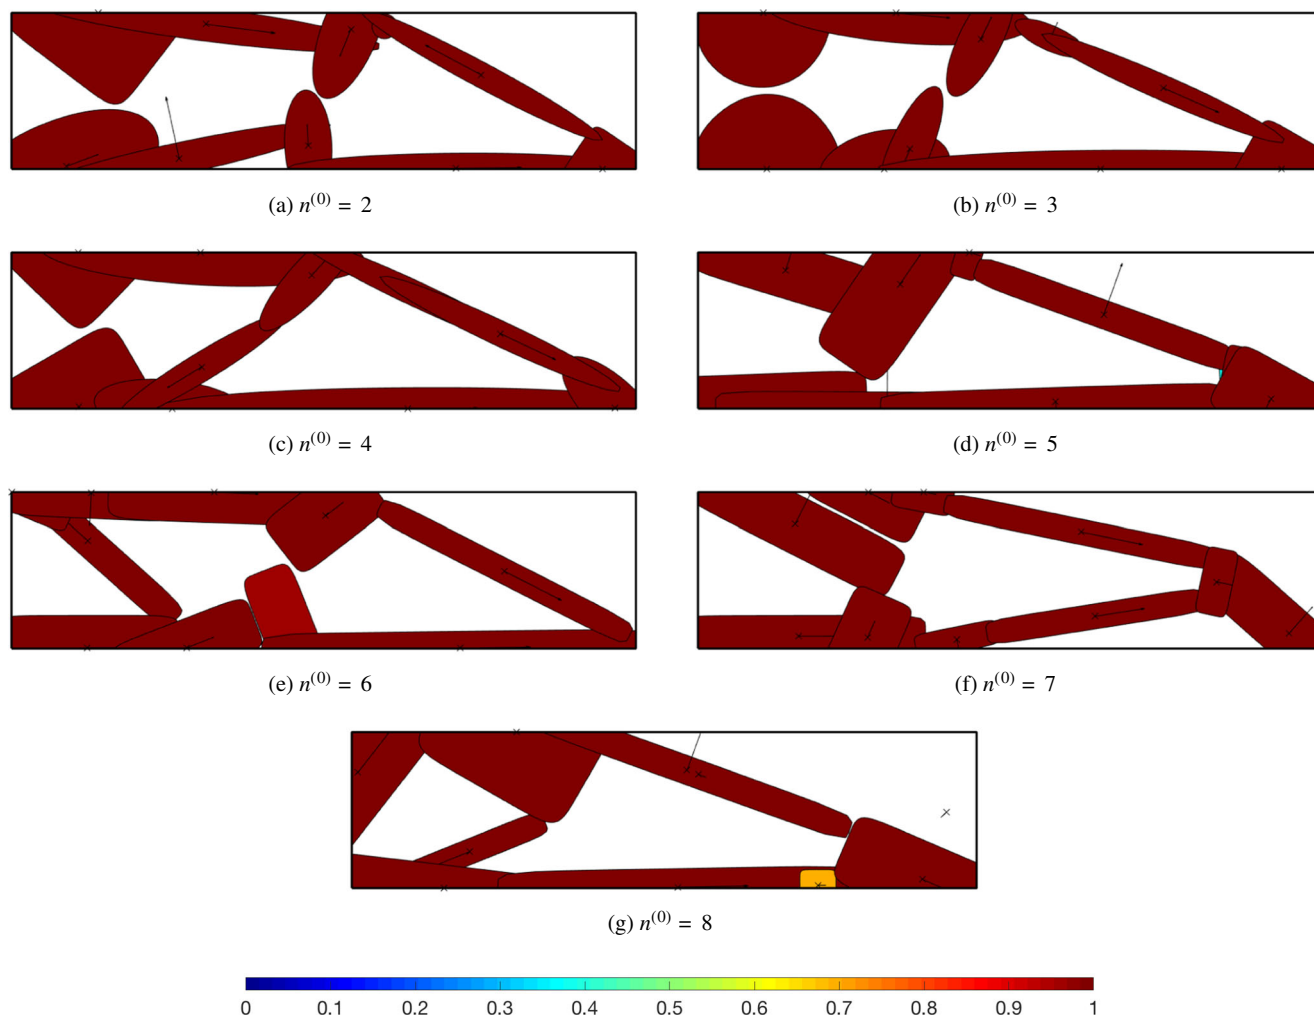 (a) n^(0) = 2
(b) n^(0) = 3
(c) n^(0) = 4
(d) n^(0) = 5
(e) n^(0) = 6
(f) n^(0) = 7
(g) n^(0) = 8
0 0.1 0.2 0.3 0.4 0.5 0.6 0.7 0.8 0.9 1